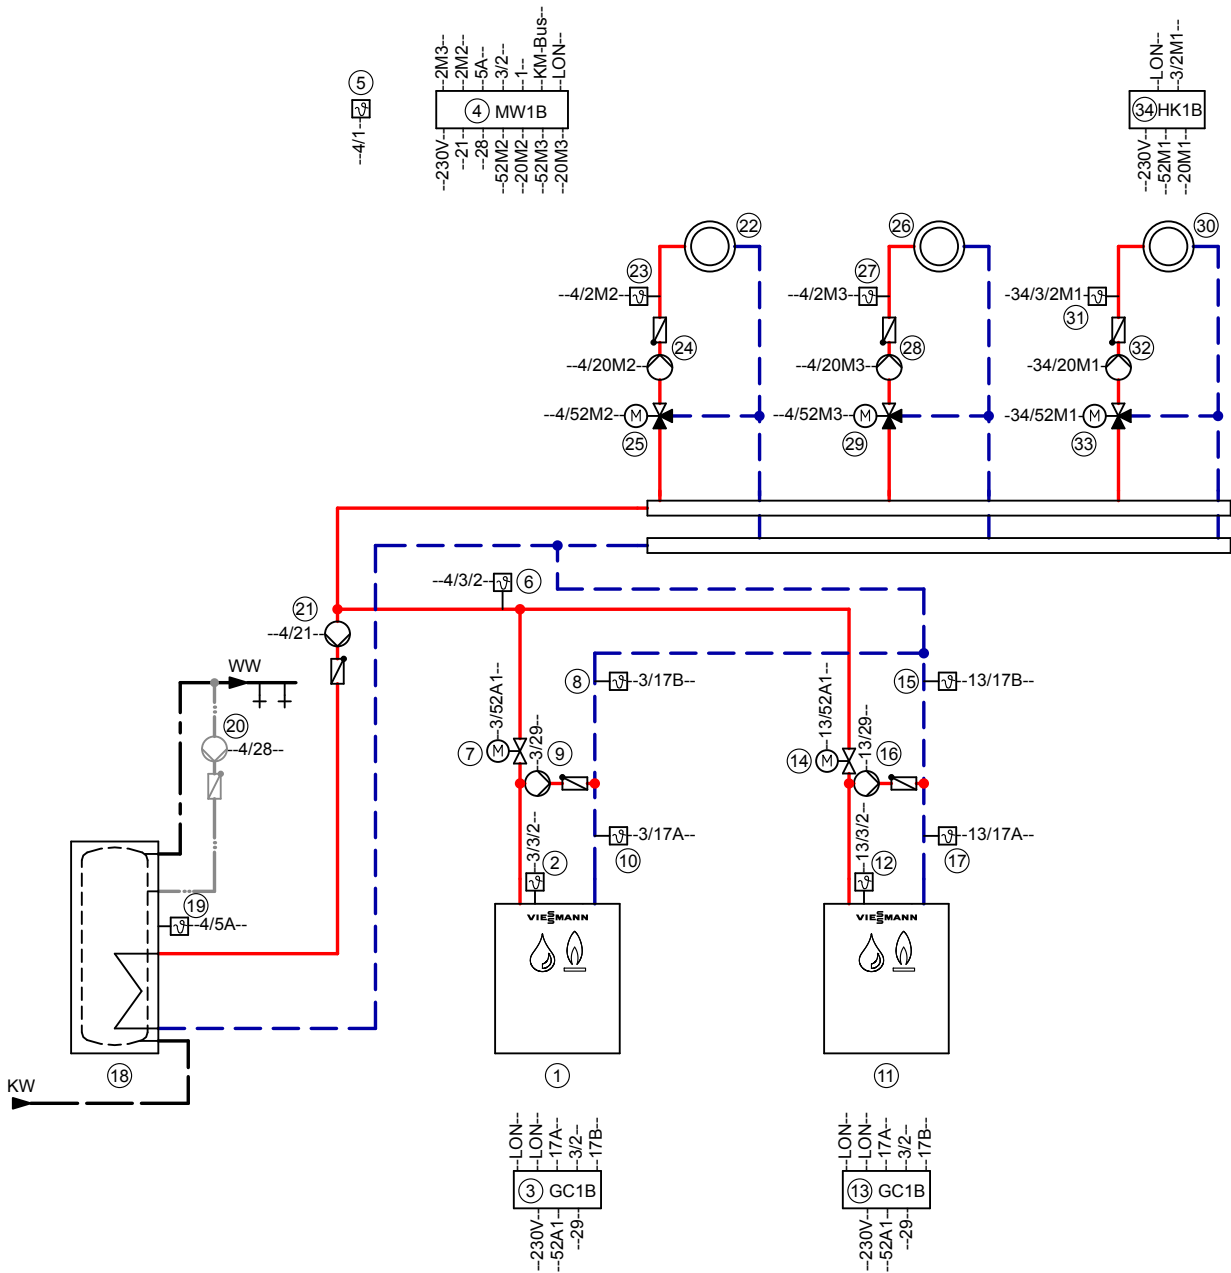 5
--4/1--
--2M3--
--2M2--
--5A--
--3/2--
--1--
--KM-Bus--
--LON--
4 MW1B
--230V--
--21--
--28--
--52M2--
--20M2--
--52M3--
--20M3--
--LON--
--3/2M1--
34 HK1B
--230V--
--52M1--
--20M1--
22
26
30
23
27
--4/2M2--
--4/2M3--
-34/3/2M1-
31
24
28
32
--4/20M2--
--4/20M3--
-34/20M1-
--4/52M2-- M
--4/52M3-- M
-34/52M1- M
25
29
33
--4/3/2-- 6
21
--4/21--
WW
20
--4/28--
--3/52A1--
8 --3/17B--
--13/52A1--
15 --13/17B--
7 M
--3/29--
9
14 M
--13/29--
16
--3/3/2--
2
--3/17A--
10
--13/3/2--
12
--13/17A--
17
19
--4/5A--
VIESMANN
VIESMANN
18
1
11
KW
--LON--
--LON--
--17A--
--3/2--
--17B--
3 GC1B
--230V--
--52A1--
--29--
--LON--
--LON--
--17A--
--3/2--
--17B--
13 GC1B
--230V--
--52A1--
--29--